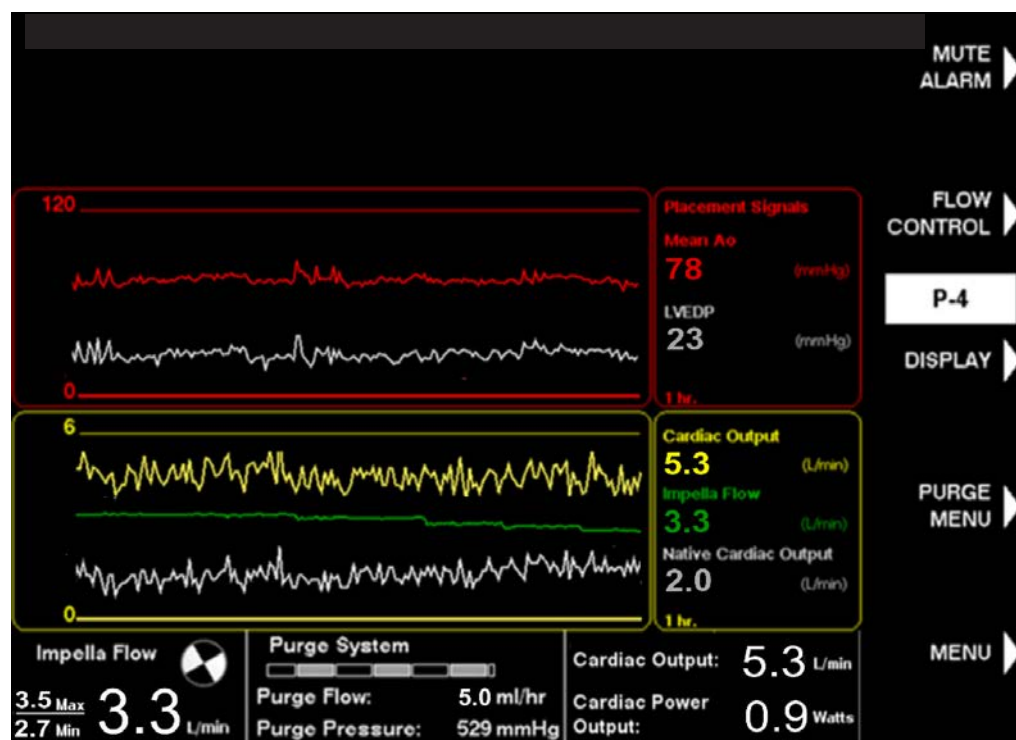 MUTE
ALARM
120
Placement Signals
Mean Ao
78 (mmHg)
LVEDP
23 (mmHg)
0
1 hr.
FLOW
CONTROL
P-4
DISPLAY
6
Cardiac Output
5.3 (L/min)
Impella Flow
3.3 (L/min)
Native Cardiac Output
2.0 (L/min)
0
1 hr.
PURGE
MENU
MENU
Impella Flow
3.5 Max
2.7 Min
3.3 L/min
Purge System
Purge Flow: 5.0 ml/hr
Purge Pressure: 529 mmHg
Cardiac Output: 5.3 L/min
Cardiac Power
Output: 0.9 Watts